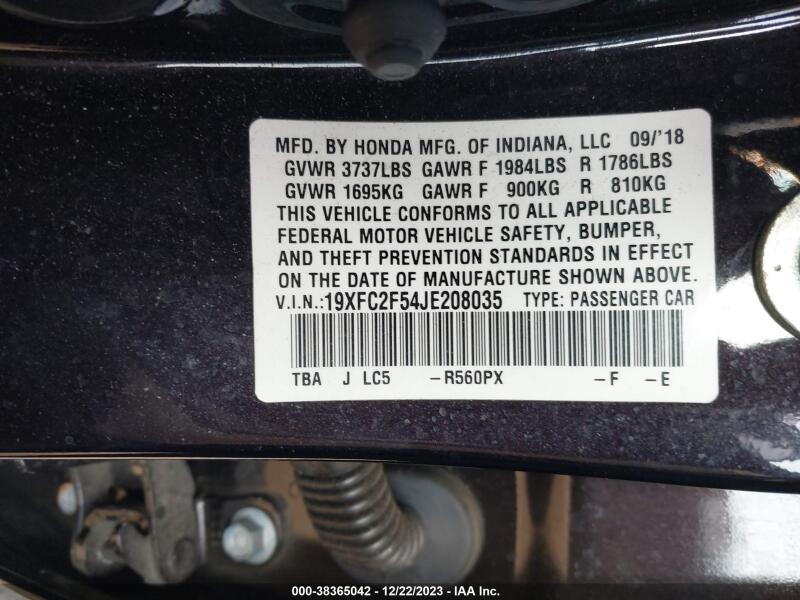 MFD. BY HONDA MFG. OF INDIANA, LLC 09/'18
GVWR 3737LBS GAWR F 1984LBS R 1786LBS
GVWR 1695KG GAWR F 900KG R 810KG
THIS VEHICLE CONFORMS TO ALL APPLICABLE
FEDERAL MOTOR VEHICLE SAFETY, BUMPER,
AND THEFT PREVENTION STANDARDS IN EFFECT
ON THE DATE OF MANUFACTURE SHOWN ABOVE.
V.I.N.:19XFC2F54JE208035 TYPE: PASSENGER CAR
TBA J LC5 -R560PX -F -E
000-38365042 - 12/22/2023 - IAA Inc.